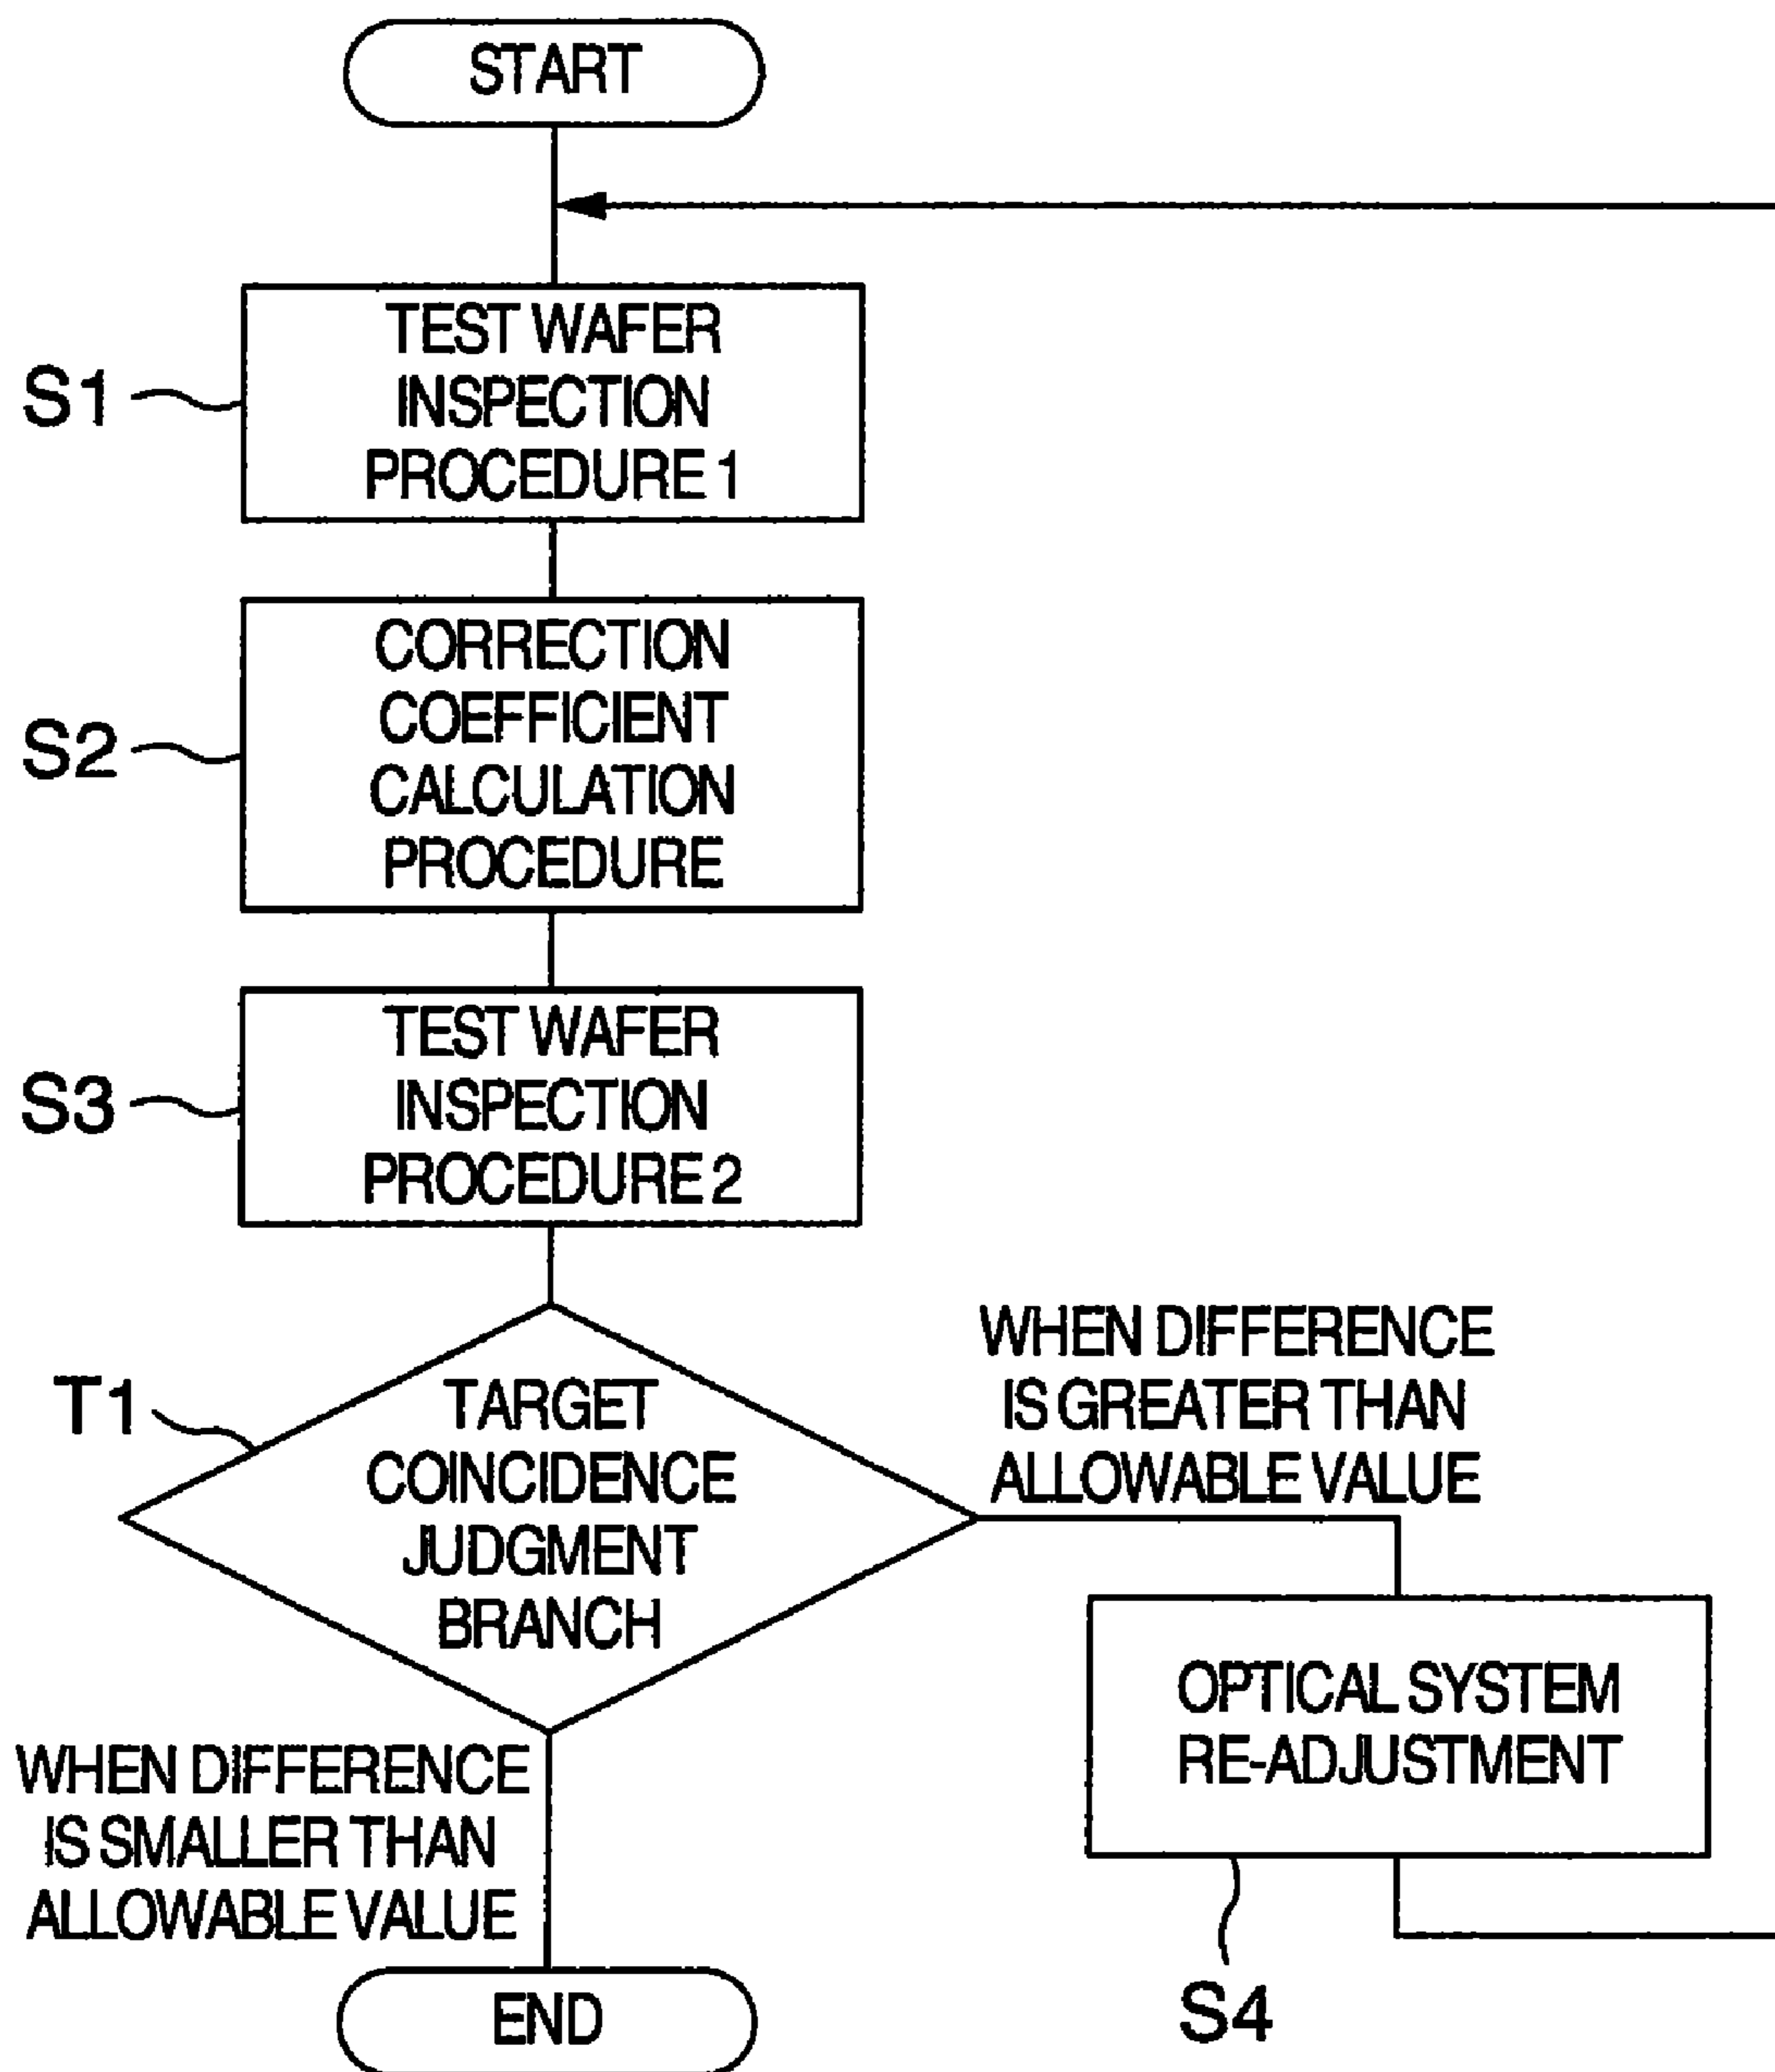 START
S1
TEST WAFER
INSPECTION
PROCEDURE 1
S2
CORRECTION
COEFFICIENT
CALCULATION
PROCEDURE
S3
TEST WAFER
INSPECTION
PROCEDURE 2
T1
TARGET
COINCIDENCE
JUDGMENT
BRANCH
WHEN DIFFERENCE
IS GREATER THAN
ALLOWABLE VALUE
OPTICAL SYSTEM
RE-ADJUSTMENT
S4
WHEN DIFFERENCE
IS SMALLER THAN
ALLOWABLE VALUE
END